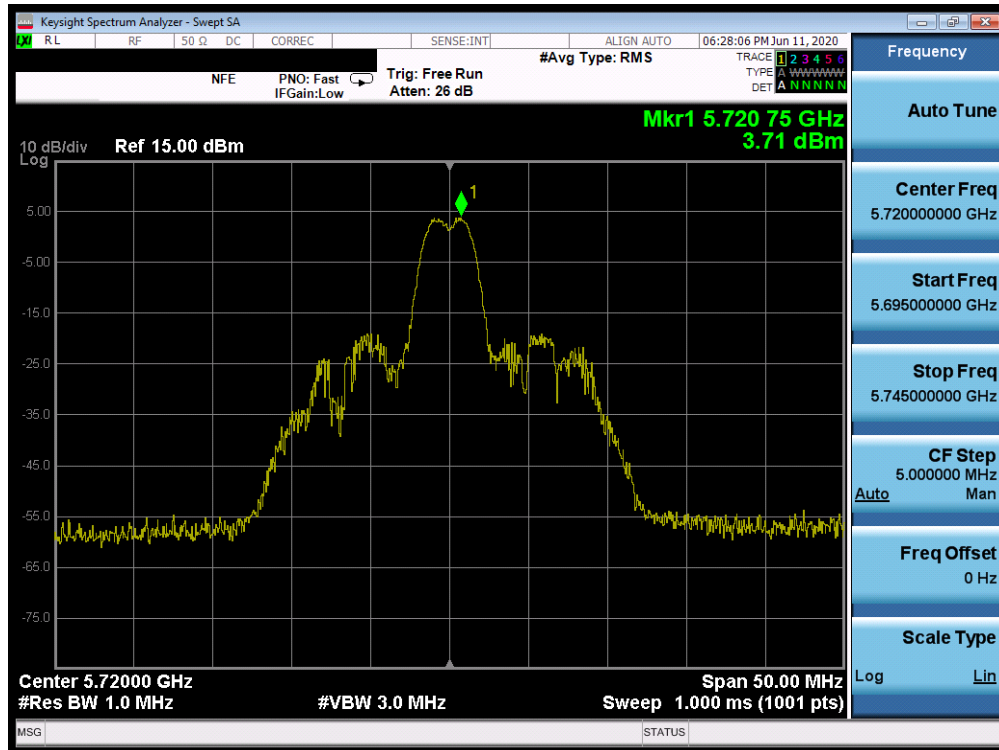 Keysight Spectrum Analyzer - Swept SA
LXI RL RF 50 Ω DC CORREC SENSE:INT ALIGN AUTO 06:28:06 PM Jun 11, 2020
Frequency
#Avg Type: RMS TRACE 1 2 3 4 5 6
NFE PNO: Fast Trig: Free Run TYPE A WWWWW
IFGain:Low Atten: 26 dB DET A N N N N N
Auto Tune
Mkr1 5.720 75 GHz
10 dB/div Ref 15.00 dBm 3.71 dBm
Log
1
5.00
-5.00
-15.0
-25.0
-35.0
-45.0
-55.0
-65.0
-75.0
Center Freq
5.720000000 GHz
Start Freq
5.695000000 GHz
Stop Freq
5.745000000 GHz
CF Step
5.000000 MHz
Auto Man
Freq Offset
0 Hz
Scale Type
Log Lin
Center 5.72000 GHz Span 50.00 MHz
#Res BW 1.0 MHz #VBW 3.0 MHz Sweep 1.000 ms (1001 pts)
MSG STATUS